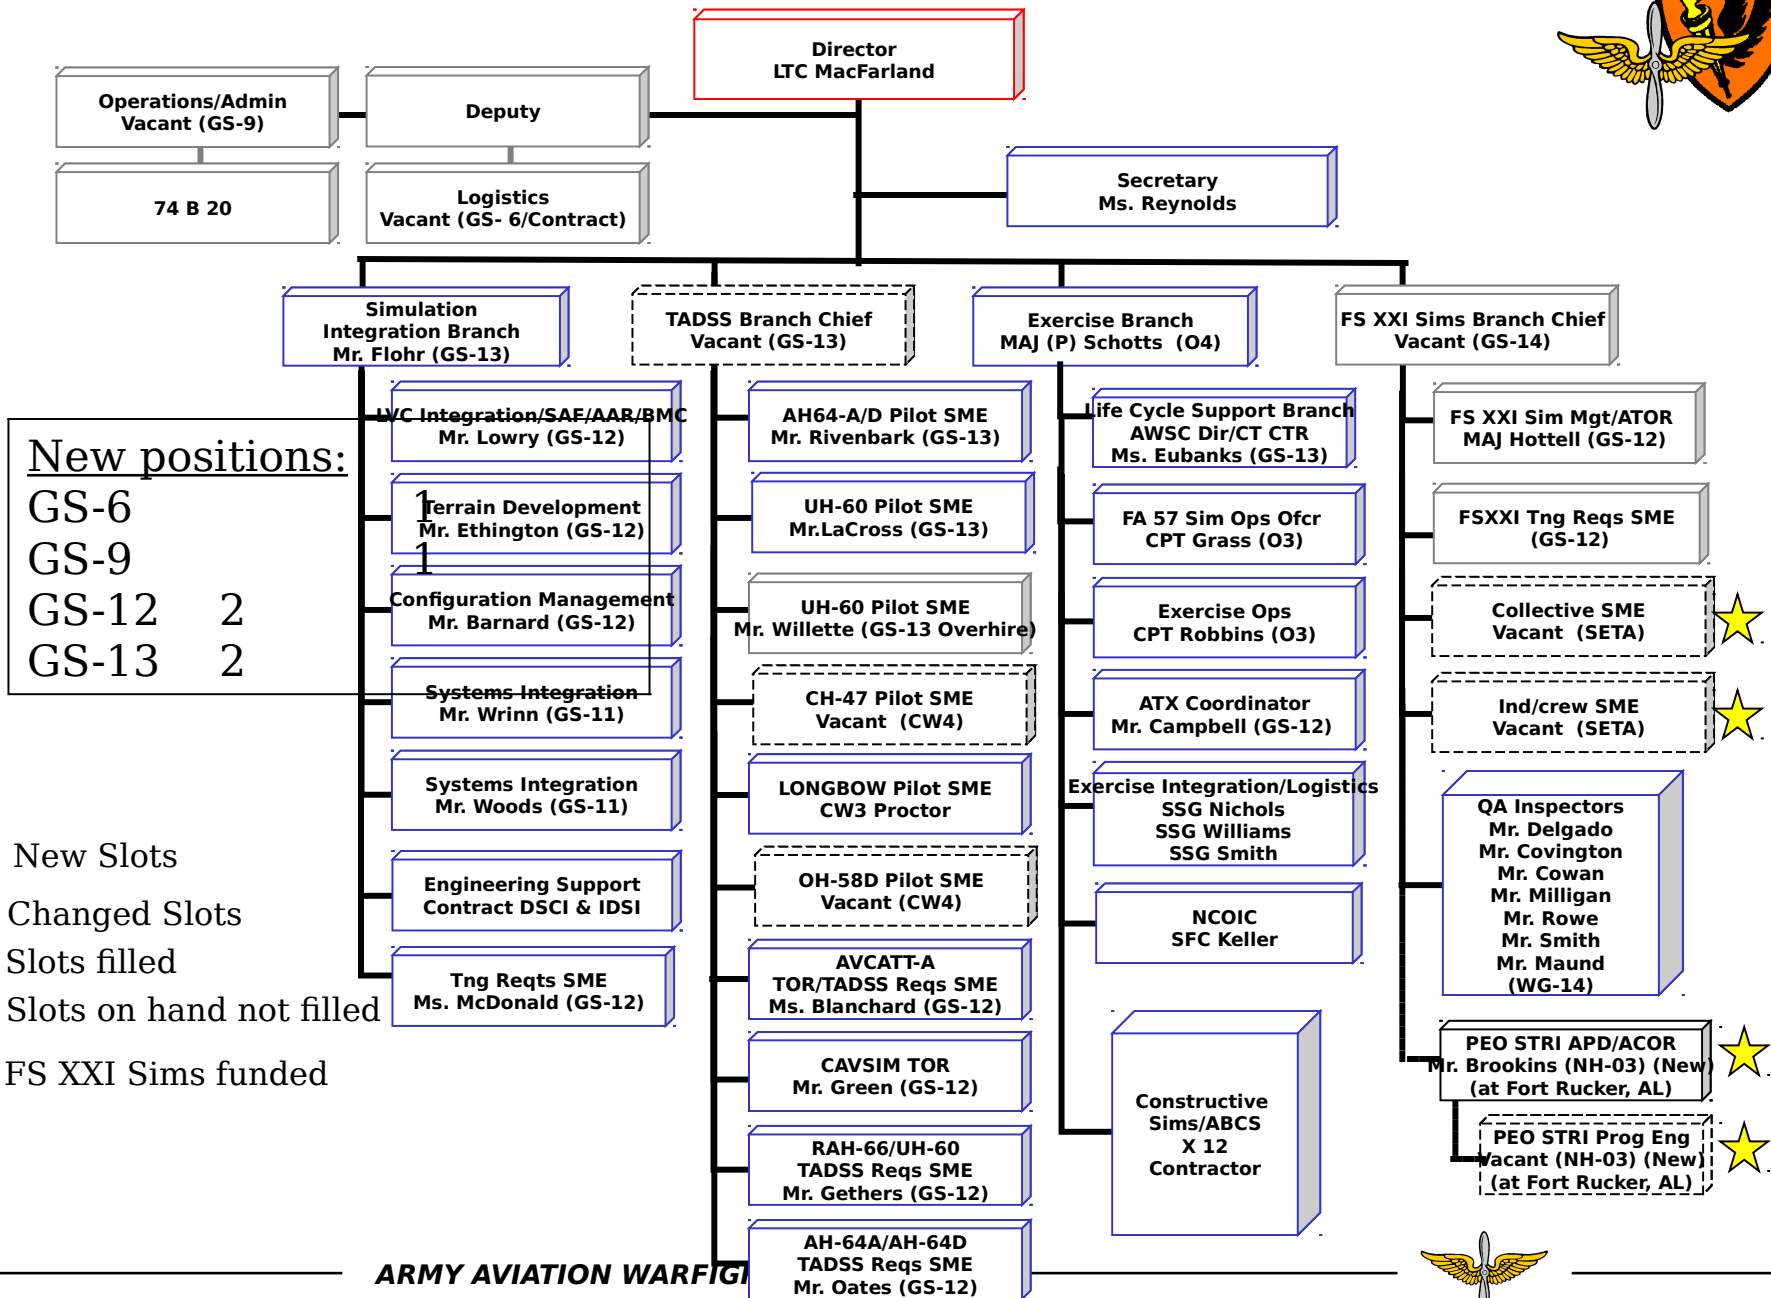 Director
LTC MacFarland
Operations/Admin
Vacant (GS-9)
Deputy
74 B 20
Logistics
Vacant (GS- 6/Contract)
Secretary
Ms. Reynolds
Simulation
Integration Branch
Mr. Flohr (GS-13)
TADSS Branch Chief
Vacant (GS-13)
Exercise Branch
MAJ (P) Schotts  (O4)
FS XXI Sims Branch Chief
Vacant (GS-14)
LVC Integration/SAF/AAR/BMC
Mr. Lowry (GS-12)
Terrain Development
Mr. Ethington (GS-12)
Configuration Management
Mr. Barnard (GS-12)
Systems Integration
Mr. Wrinn (GS-11)
Systems Integration
Mr. Woods (GS-11)
Engineering Support
Contract DSCI & IDSI
Tng Reqts SME
Ms. McDonald (GS-12)
AH64-A/D Pilot SME
Mr. Rivenbark (GS-13)
UH-60 Pilot SME
Mr.LaCross (GS-13)
UH-60 Pilot SME
Mr. Willette (GS-13 Overhire)
CH-47 Pilot SME
Vacant  (CW4)
LONGBOW Pilot SME
CW3 Proctor
OH-58D Pilot SME
Vacant (CW4)
AVCATT-A
TOR/TADSS Reqs SME
Ms. Blanchard (GS-12)
CAVSIM TOR
Mr. Green (GS-12)
RAH-66/UH-60
TADSS Reqs SME
Mr. Gethers (GS-12)
AH-64A/AH-64D
TADSS Reqs SME
Mr. Oates (GS-12)
Life Cycle Support Branch
AWSC Dir/CT CTR
Ms. Eubanks (GS-13)
FA 57 Sim Ops Ofcr
CPT Grass (O3)
Exercise Ops
CPT Robbins (O3)
ATX Coordinator
Mr. Campbell (GS-12)
Exercise Integration/Logistics
SSG Nichols
SSG Williams
SSG Smith
NCOIC
SFC Keller
Constructive
Sims/ABCS
X 12
Contractor
FS XXI Sim Mgt/ATOR
MAJ Hottell (GS-12)
FSXXI Tng Reqs SME
(GS-12)
Collective SME
Vacant  (SETA)
Ind/crew SME
Vacant  (SETA)
QA Inspectors
Mr. Delgado
Mr. Covington
Mr. Cowan
Mr. Milligan
Mr. Rowe
Mr. Smith
Mr. Maund
(WG-14)
PEO STRI APD/ACOR
Mr. Brookins (NH-03) (New)
(at Fort Rucker, AL)
PEO STRI Prog Eng
Vacant (NH-03) (New)
(at Fort Rucker, AL)
New positions:
GS-6 1
GS-9 1
GS-12 2
GS-13 2
New Slots
Changed Slots
Slots filled
Slots on hand not filled
FS XXI Sims funded
ARMY AVIATION